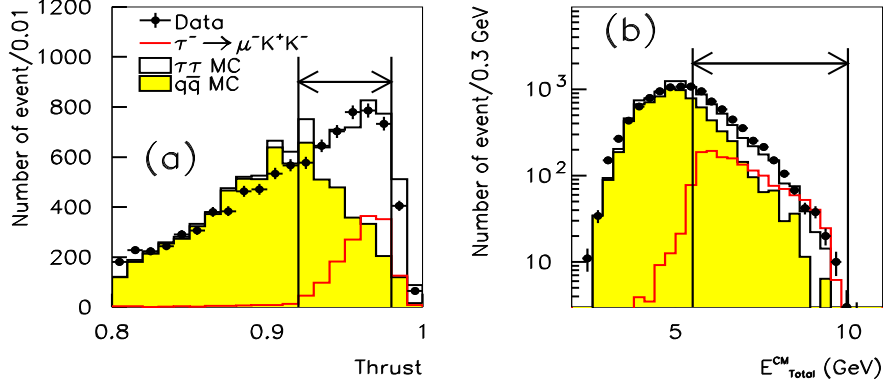 Number of event/0.01
1200
1000
800
600
400
200
0
0.8
0.9
1
Thrust
Data
τ⁻ → μ⁻K⁺K⁻
ττ MC
qq̅ MC
(a)
Number of event/0.3 GeV
10³
10²
10
5
10
E^CM_Total (GeV)
(b)